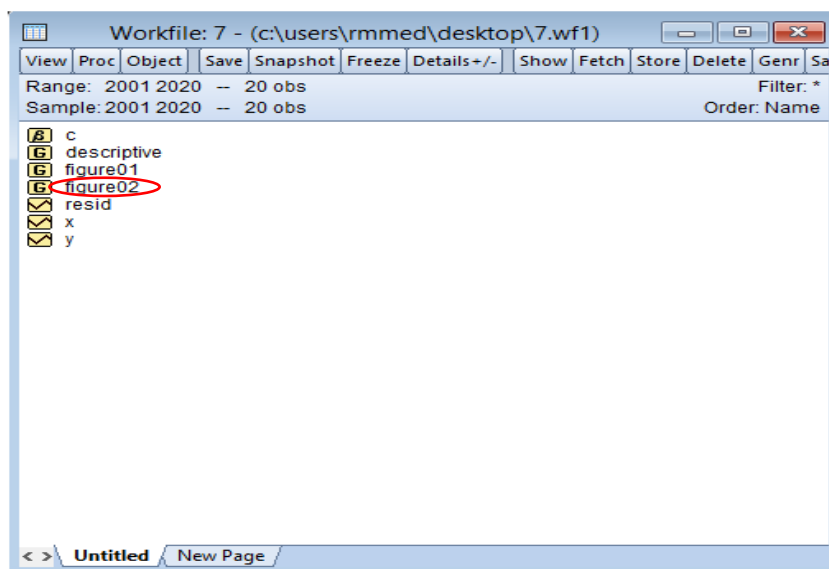 Workfile: 7 - (c:\users\rmmed\desktop\7.wf1)
View Proc Object Save Snapshot Freeze Details+/- Show Fetch Store Delete Genr Sa
Range: 2001 2020 -- 20 obs Filter: *
Sample: 2001 2020 -- 20 obs Order: Name
β c
G descriptive
G figure01
G figure02
resid
x
y
< > Untitled New Page